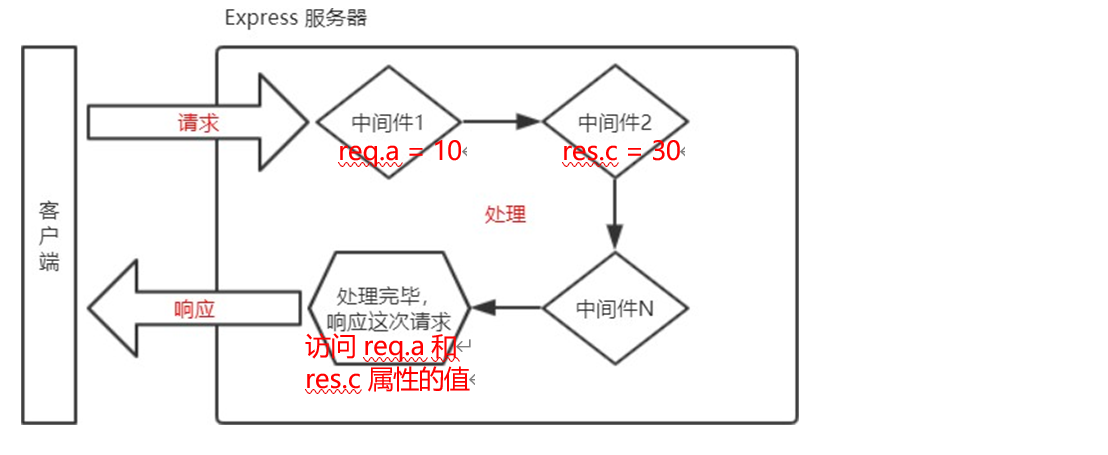 Express 服务器
客户端
请求
中间件1
req.a = 10
中间件2
res.c = 30
处理
响应
处理完毕，
响应这次请求
访问 req.a 和
res.c 属性的值
中间件N